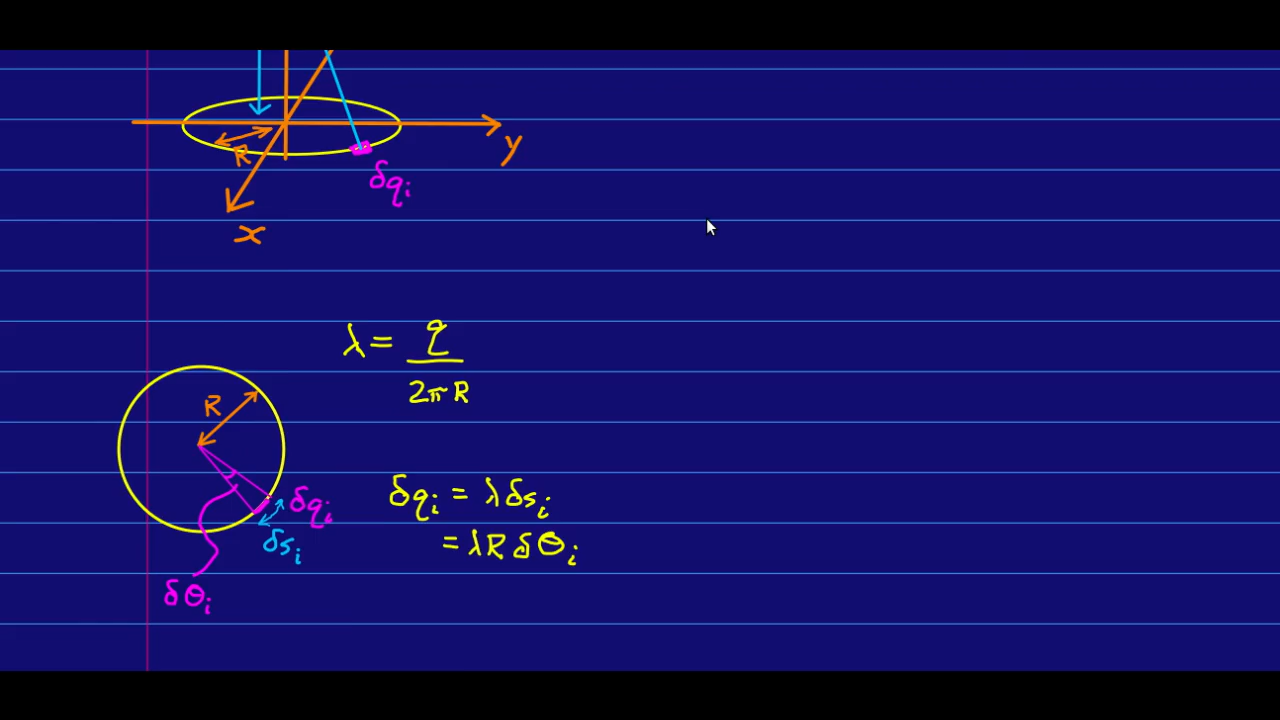 y
R
δqᵢ
x
λ = q / 2πR
R
δqᵢ = λδsᵢ
δqᵢ
δsᵢ
= λRδθᵢ
δθᵢ